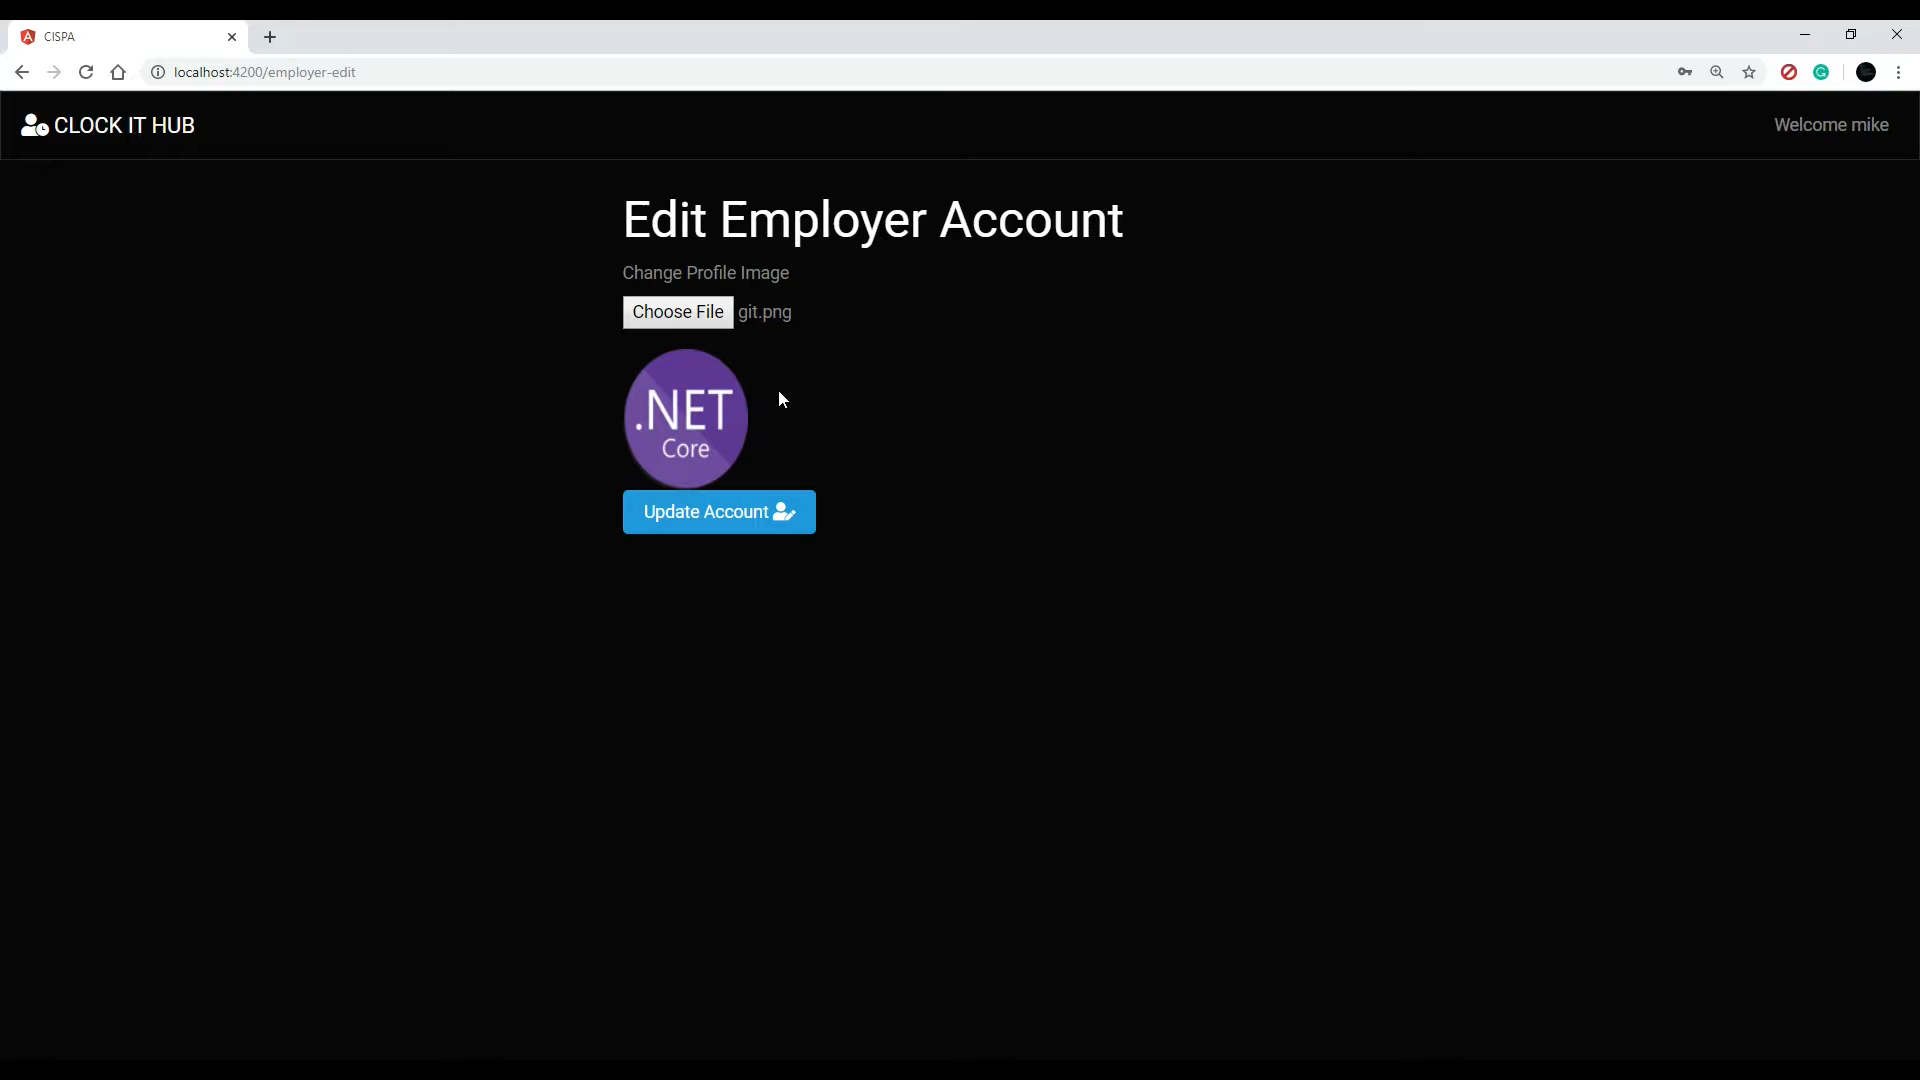 CISPA
localhost:4200/employer-edit
CLOCK IT HUB
Welcome mike
Edit Employer Account
Change Profile Image
Choose File git.png
.NET
Core
Update Account